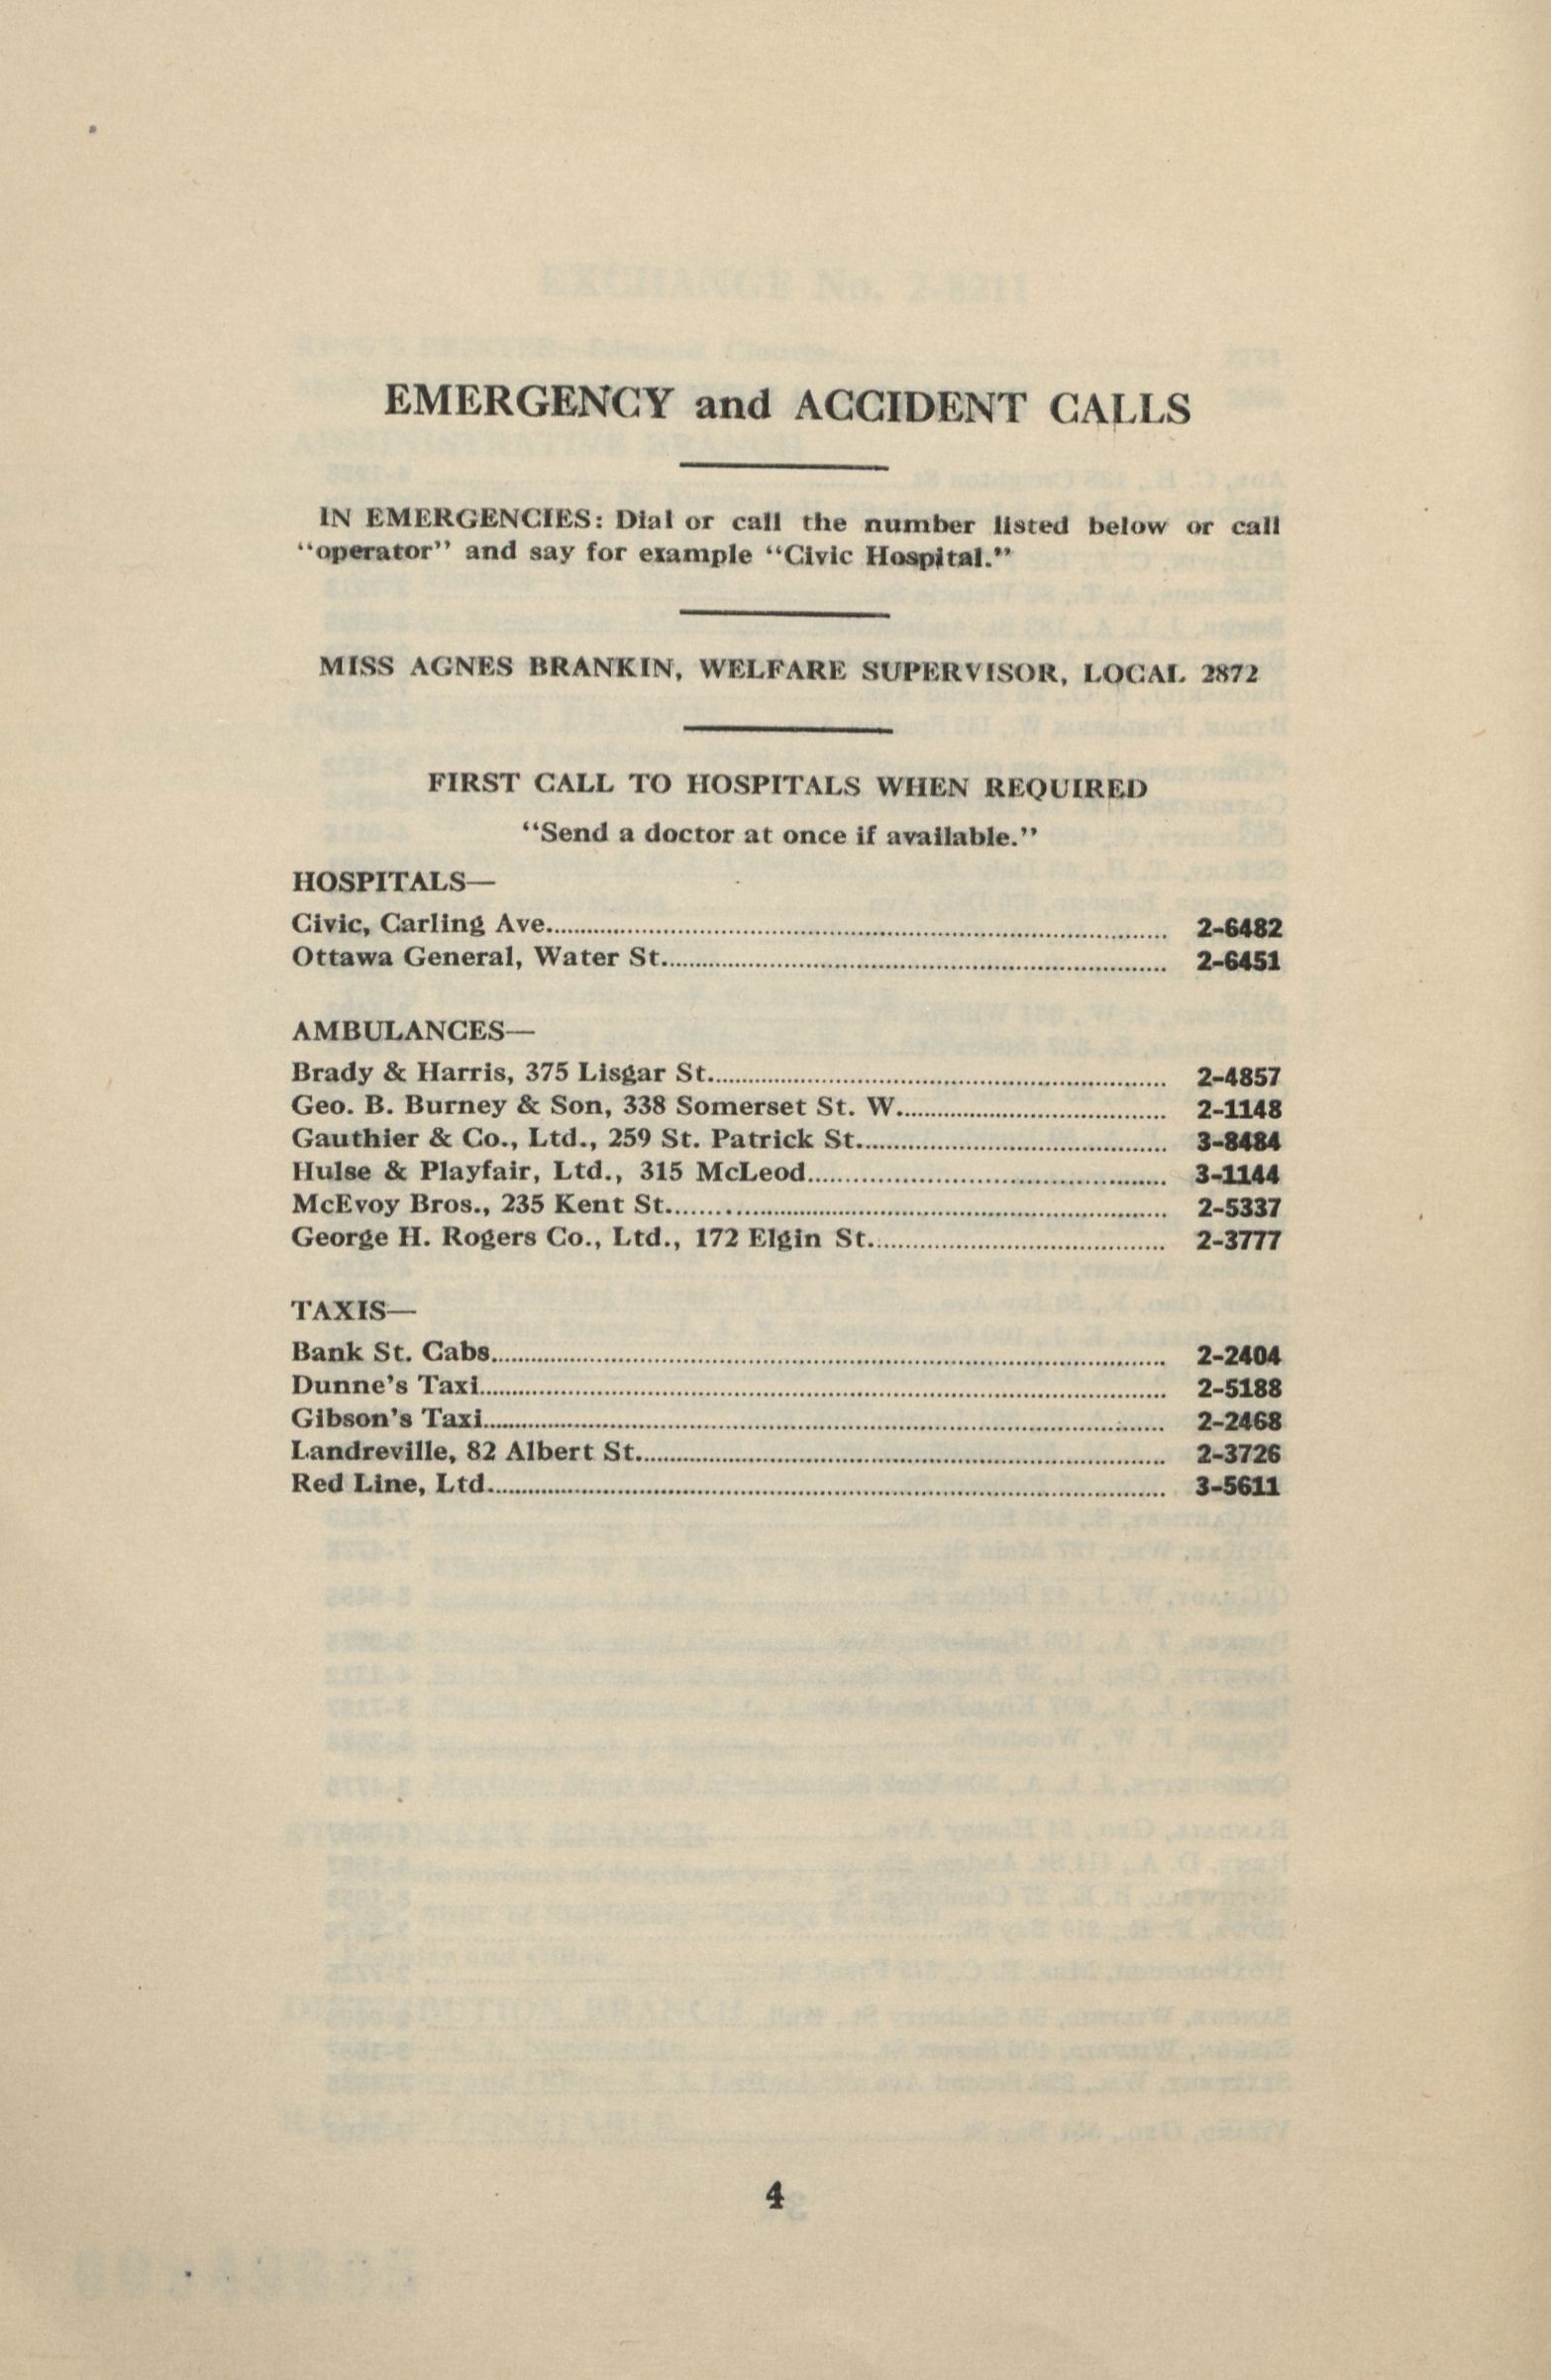 EMERGENCY and ACCIDENT CALLS
IN EMERGENCIES: Dial or call the number listed below or call
“operator” and say for example “Civic Hospital.”
MISS AGNES BRANKIN, WELFARE SUPERVISOR, LOCAL 2872
FIRST CALL TO HOSPITALS WHEN REQUIRED
“Send a doctor at once if available.”
HOSPITALS—
Civic, Carling Ave. 2-6482
Ottawa General, Water St. 2-6451
AMBULANCES—
Brady & Harris, 375 Lisgar St. 2-4857
Geo. B. Burney & Son, 338 Somerset St. W. 2-1148
Gauthier & Co., Ltd., 259 St. Patrick St. 3-8484
Hulse & Playfair, Ltd., 315 McLeod 3-1144
McEvoy Bros., 235 Kent St. 2-5337
George H. Rogers Co., Ltd., 172 Elgin St. 2-3777
TAXIS—
Bank St. Cabs 2-2404
Dunne's Taxi 2-5188
Gibson's Taxi 2-2468
Landreville, 82 Albert St. 2-3726
Red Line, Ltd. 3-5611
4